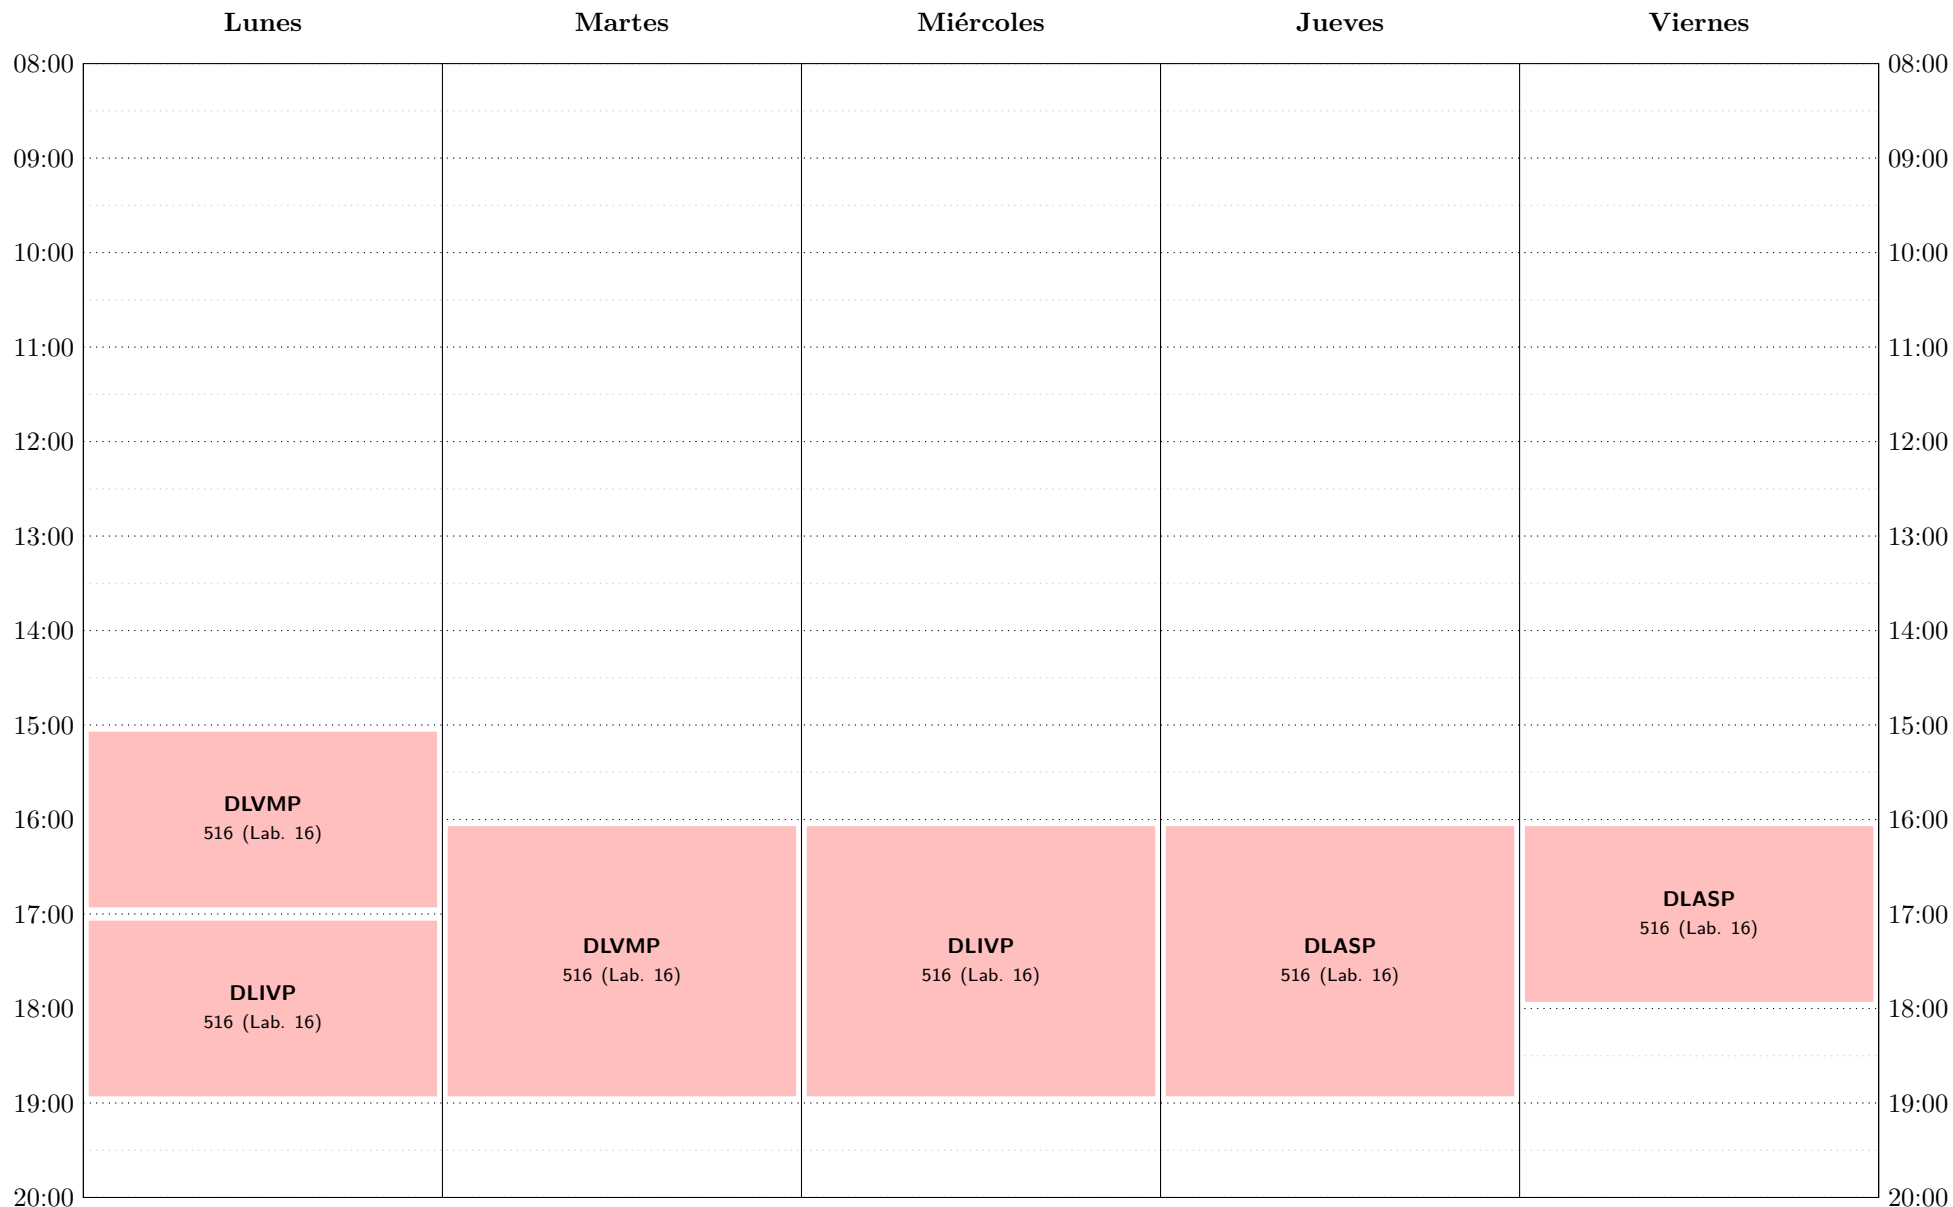 Lunes Martes Miércoles Jueves Viernes
08:00 08:00
09:00 09:00
10:00 10:00
11:00 11:00
12:00 12:00
13:00 13:00
14:00 14:00
15:00 15:00
DLVMP
516 (Lab. 16)
16:00 16:00
DLASP
516 (Lab. 16)
17:00 17:00
DLVMP DLIVP DLASP
516 (Lab. 16) 516 (Lab. 16) 516 (Lab. 16)
DLIVP
516 (Lab. 16)
18:00 18:00
19:00 19:00
20:00 20:00